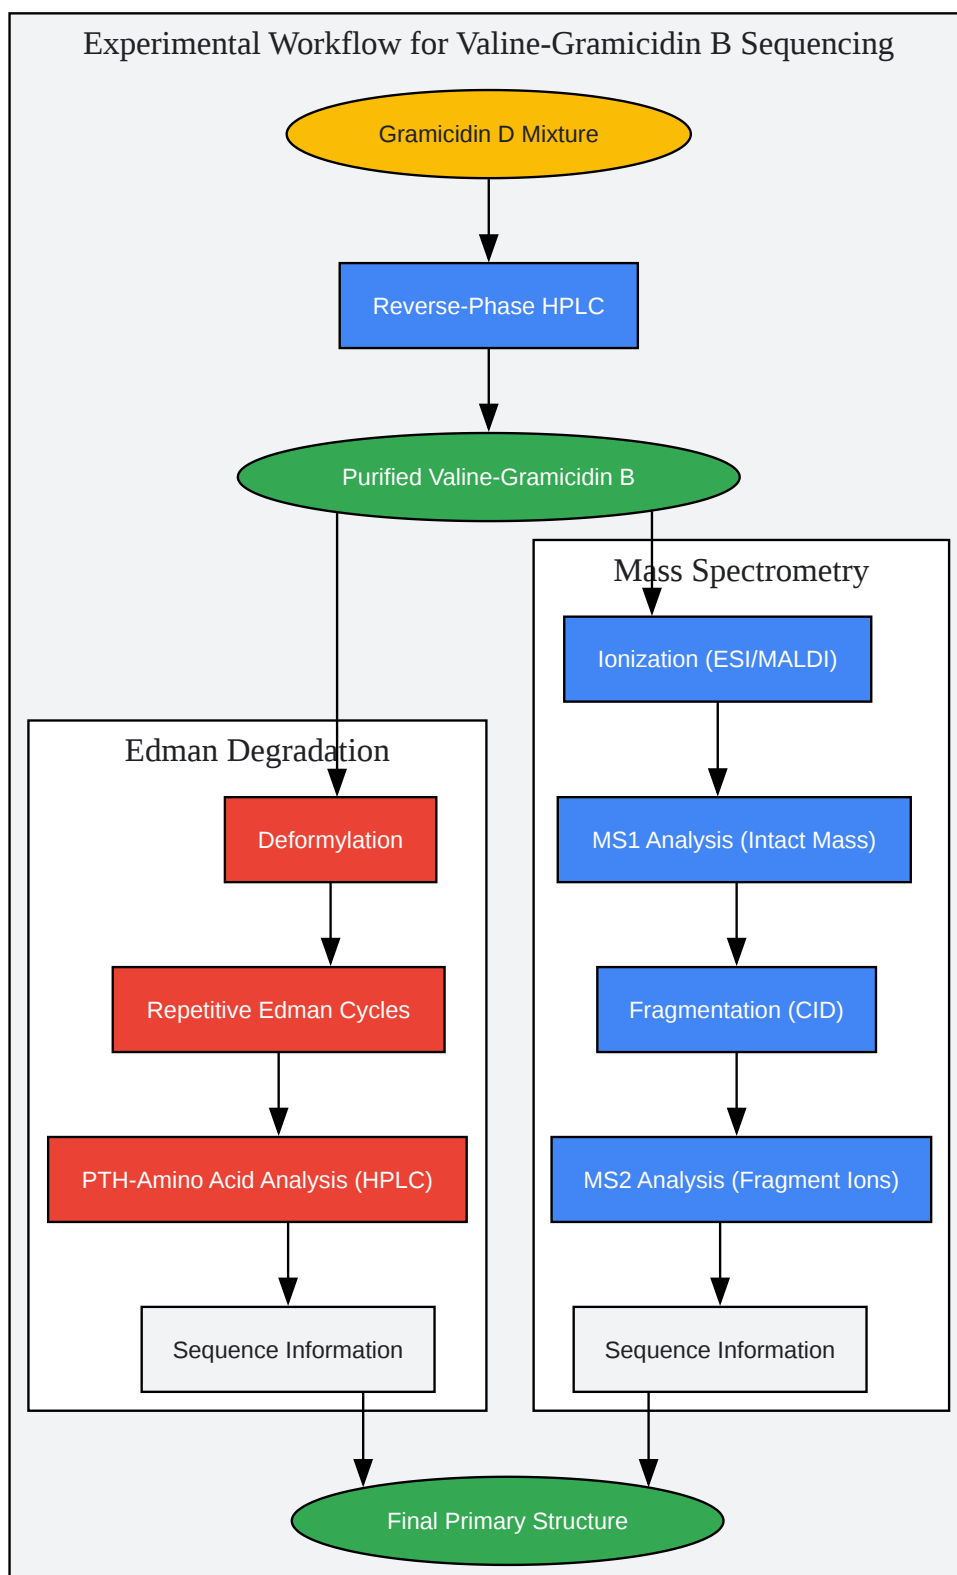 Experimental Workflow for Valine-Gramicidin B Sequencing
Gramicidin D Mixture
Reverse-Phase HPLC
Purified Valine-Gramicidin B
Mass Spectrometry
Ionization (ESI/MALDI)
MS1 Analysis (Intact Mass)
Fragmentation (CID)
MS2 Analysis (Fragment Ions)
Sequence Information
Edman Degradation
Deformylation
Repetitive Edman Cycles
PTH-Amino Acid Analysis (HPLC)
Sequence Information
Final Primary Structure